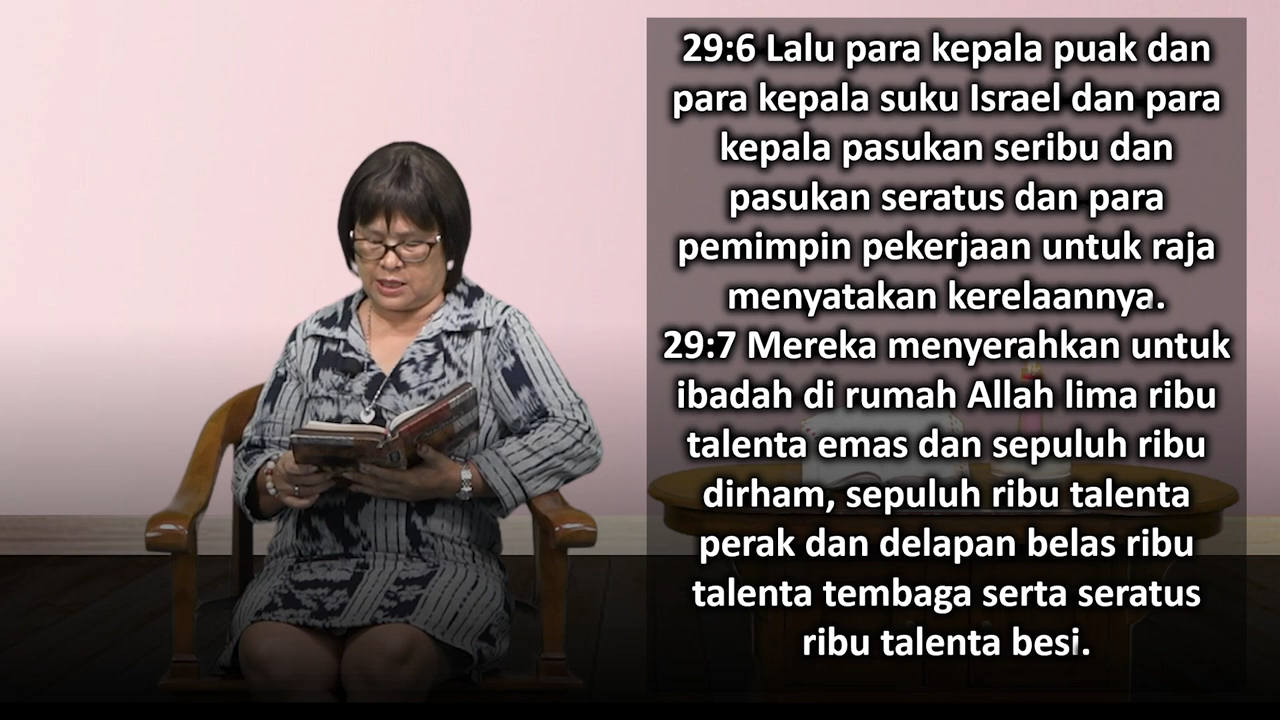 29:6 Lalu para kepala puak dan
para kepala suku Israel dan para
kepala pasukan seribu dan
pasukan seratus dan para
pemimpin pekerjaan untuk raja
menyatakan kerelaannya.
29:7 Mereka menyerahkan untuk
ibadah di rumah Allah lima ribu
talenta emas dan sepuluh ribu
dirham, sepuluh ribu talenta
perak dan delapan belas ribu
talenta tembaga serta seratus
ribu talenta besi.